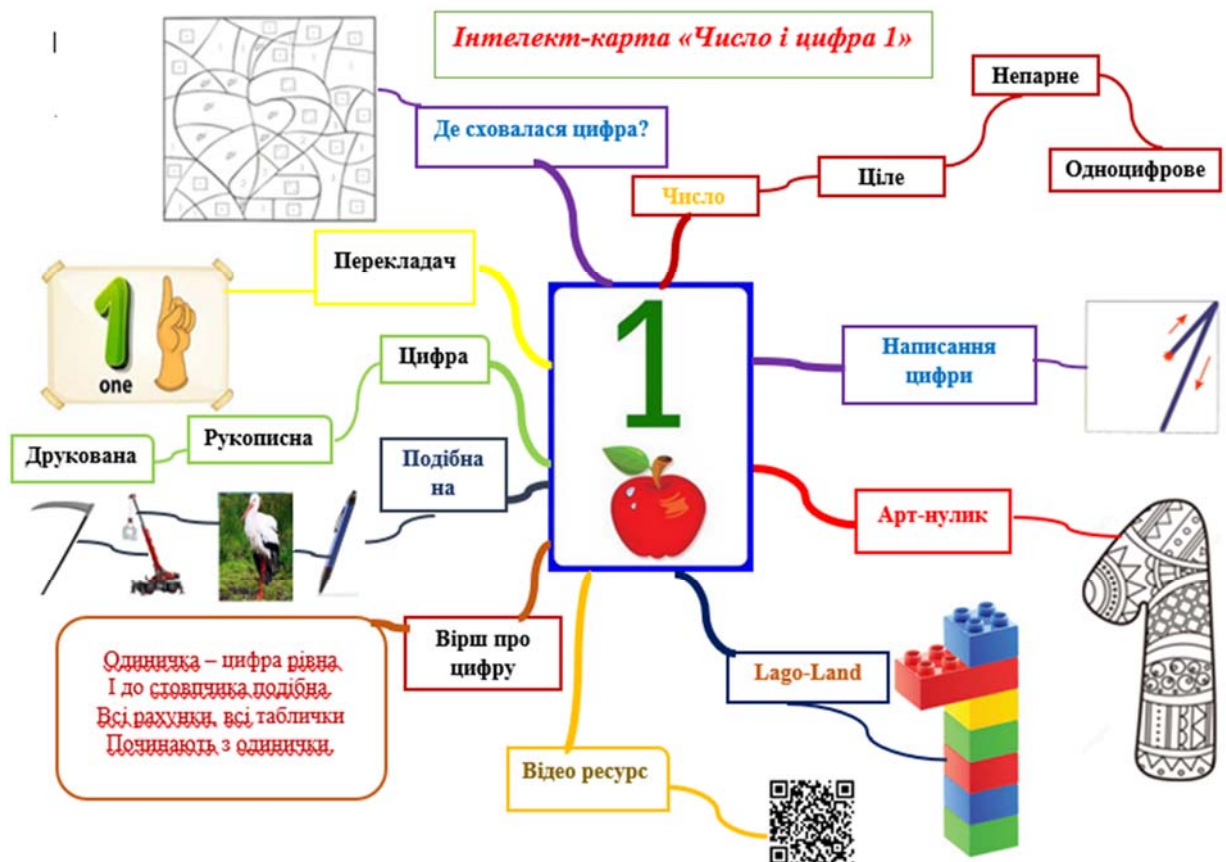 Інтелект-карта «Число і цифра 1»
Де сховалася цифра?
Число
Ціле
Непарне
Одноцифрове
Перекладач
1
one
Цифра
Рукописна
Друкована
Подібна
на
1
Написання
цифри
Арт-нулик
Вірш про
цифру
Одиничка – цифра рівна
І до стовпчика подібна.
Всі рахунки, всі таблички
Починають з одинички.
Lago-Land
Відео ресурс